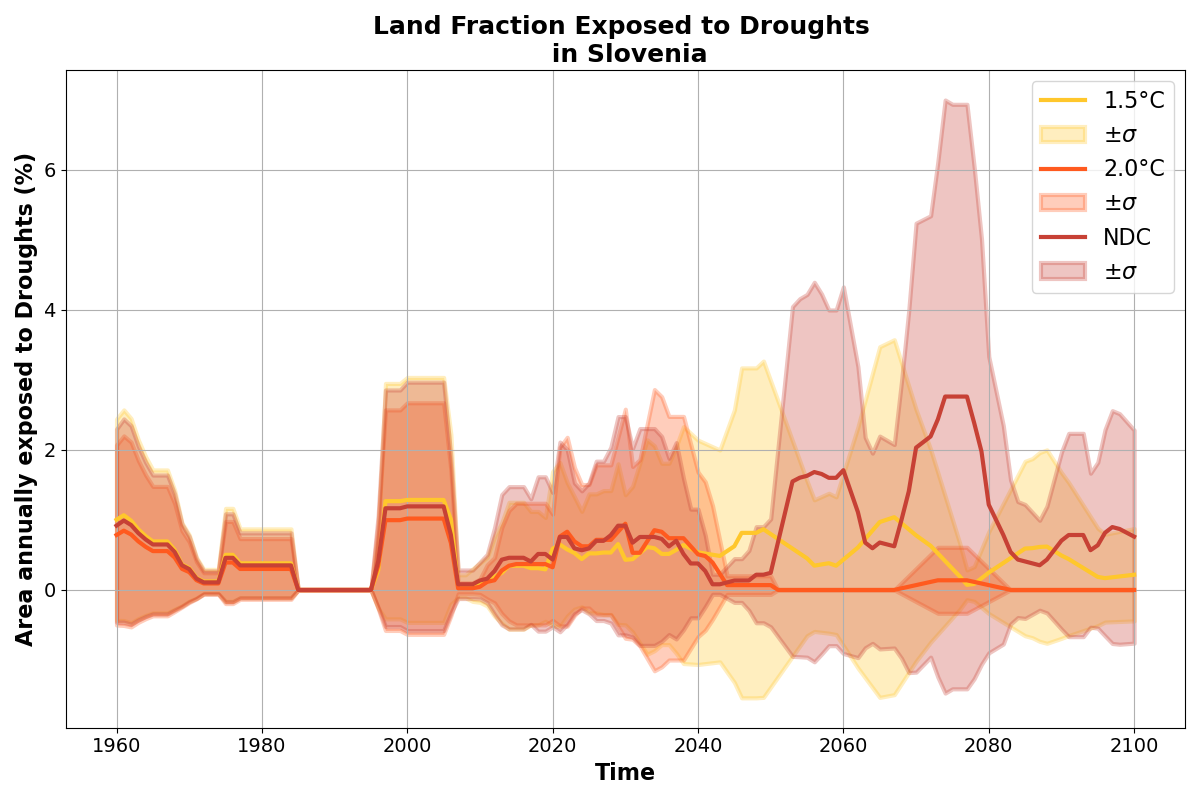 Land Fraction Exposed to Droughts
in Slovenia
Area annually exposed to Droughts (%)
6
4
2
0
1960 1980 2000 2020 2040 2060 2080 2100
Time
1.5°C
±σ
2.0°C
±σ
NDC
±σ